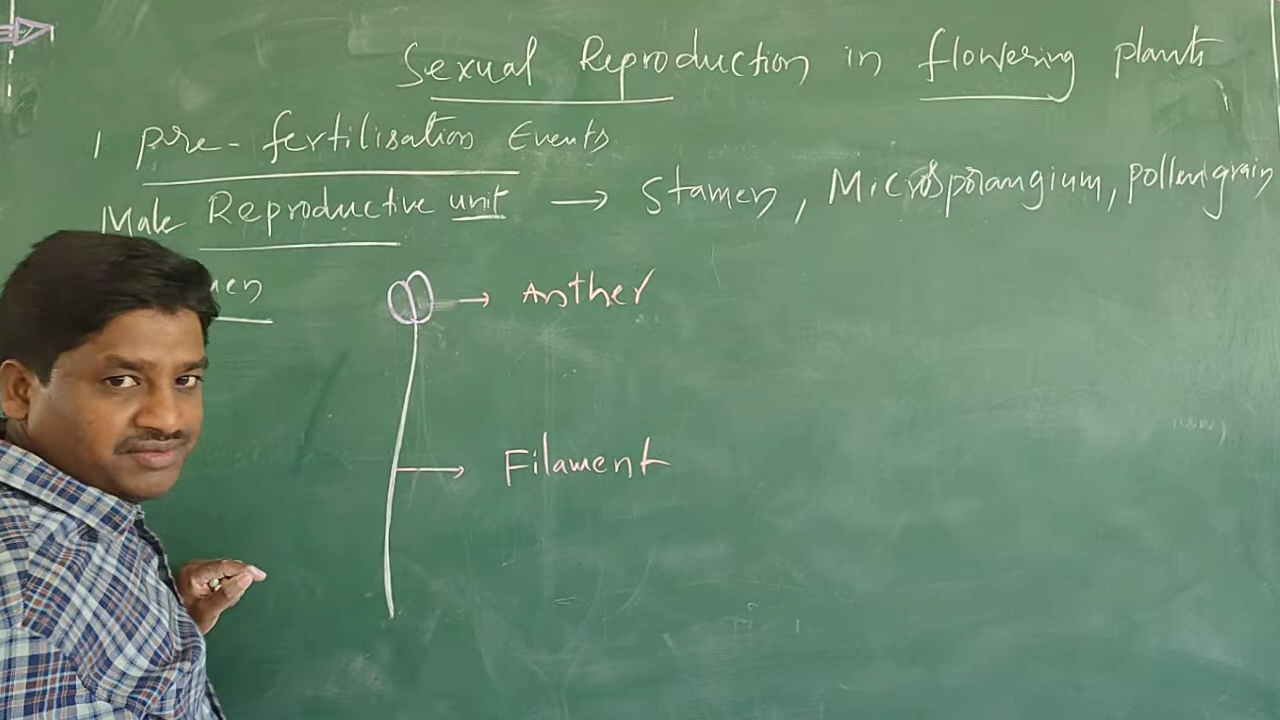 Sexual Reproduction in flowering plants
1 pre-fertilisation Events
Male Reproductive unit → Stamen, Microsporangium, pollengrain
Anther
Filament